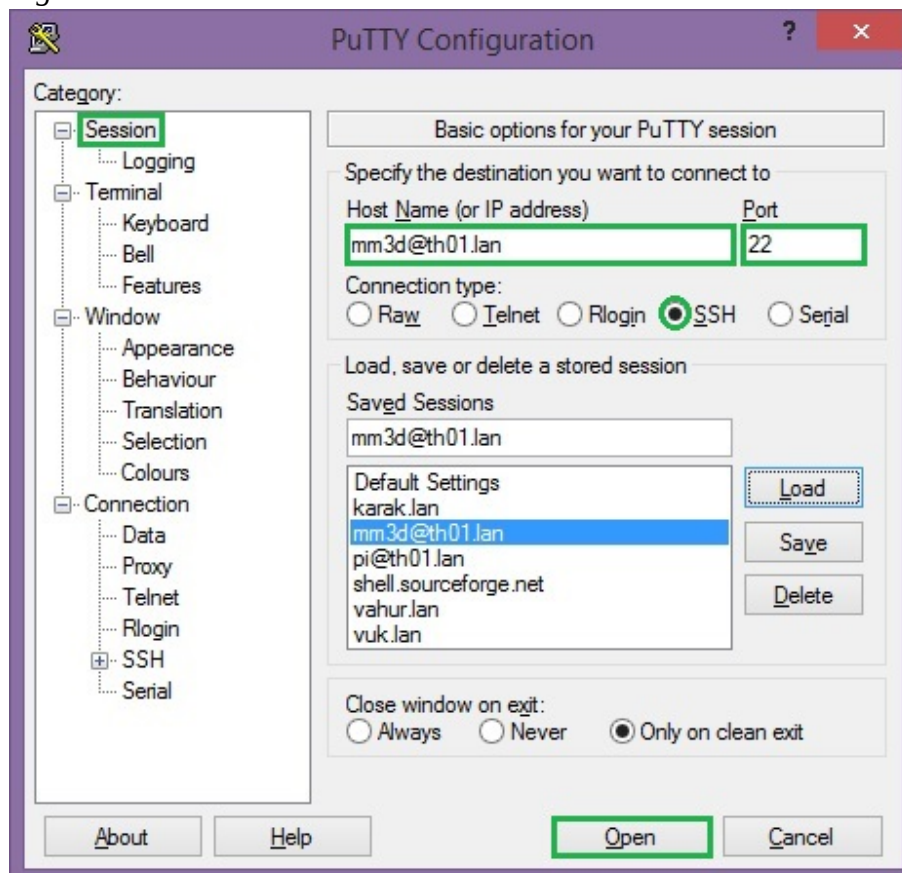 PuTTY Configuration
?
×
Category:
Session
Logging
Terminal
Keyboard
Bell
Features
Window
Appearance
Behaviour
Translation
Selection
Colours
Connection
Data
Proxy
Telnet
Rlogin
SSH
Serial
Basic options for your PuTTY session
Specify the destination you want to connect to
Host Name (or IP address)
Port
mm3d@th01.lan
22
Connection type:
Raw Telnet Rlogin SSH Serial
Load, save or delete a stored session
Saved Sessions
mm3d@th01.lan
Default Settings
karak.lan
mm3d@th01.lan
pi@th01.lan
shell.sourceforge.net
vahur.lan
vuk.lan
Load
Save
Delete
Close window on exit:
Always Never Only on clean exit
About
Help
Open
Cancel